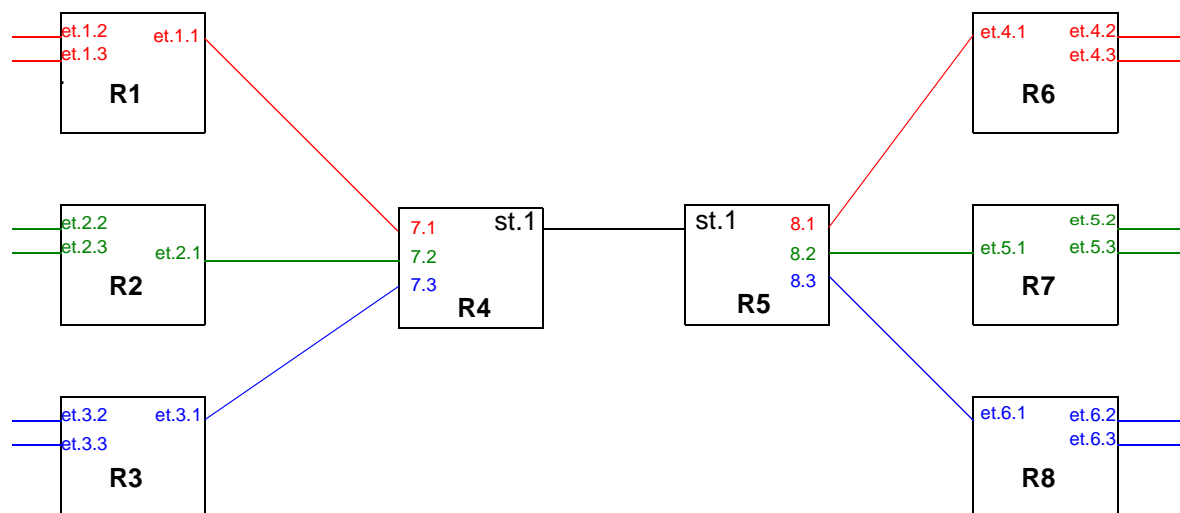 et.1.2
et.1.1
et.1.3
R1
et.4.1
et.4.2
et.4.3
R6
et.2.2
et.2.3
et.2.1
R2
st.1
7.1
7.2
7.3
R4
st.1
8.1
8.2
8.3
R5
et.5.2
et.5.1
et.5.3
R7
et.3.2
et.3.1
et.3.3
R3
et.6.1
et.6.2
et.6.3
R8